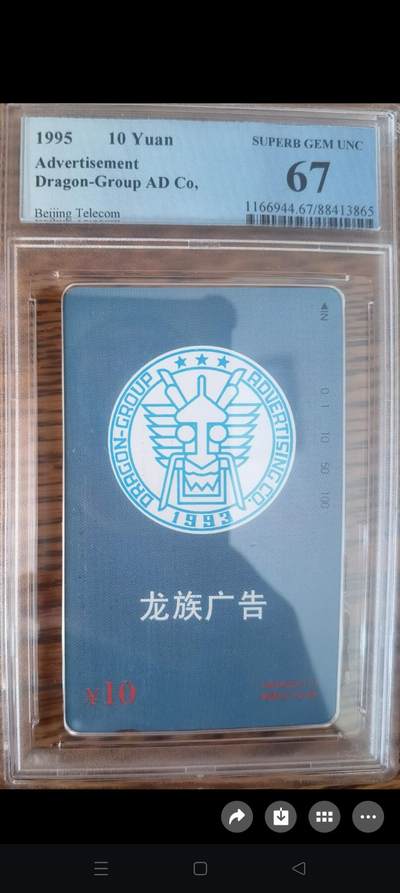 1995 10 Yuan SUPERB GEM UNC
Advertisement 67
Dragon-Group AD Co,
Beijing Telecom 1166944.67/88413865
IN
0 1 10 50 100
DRAGON-GROUP ADVERTISING CO.
1993
龙族广告
¥10